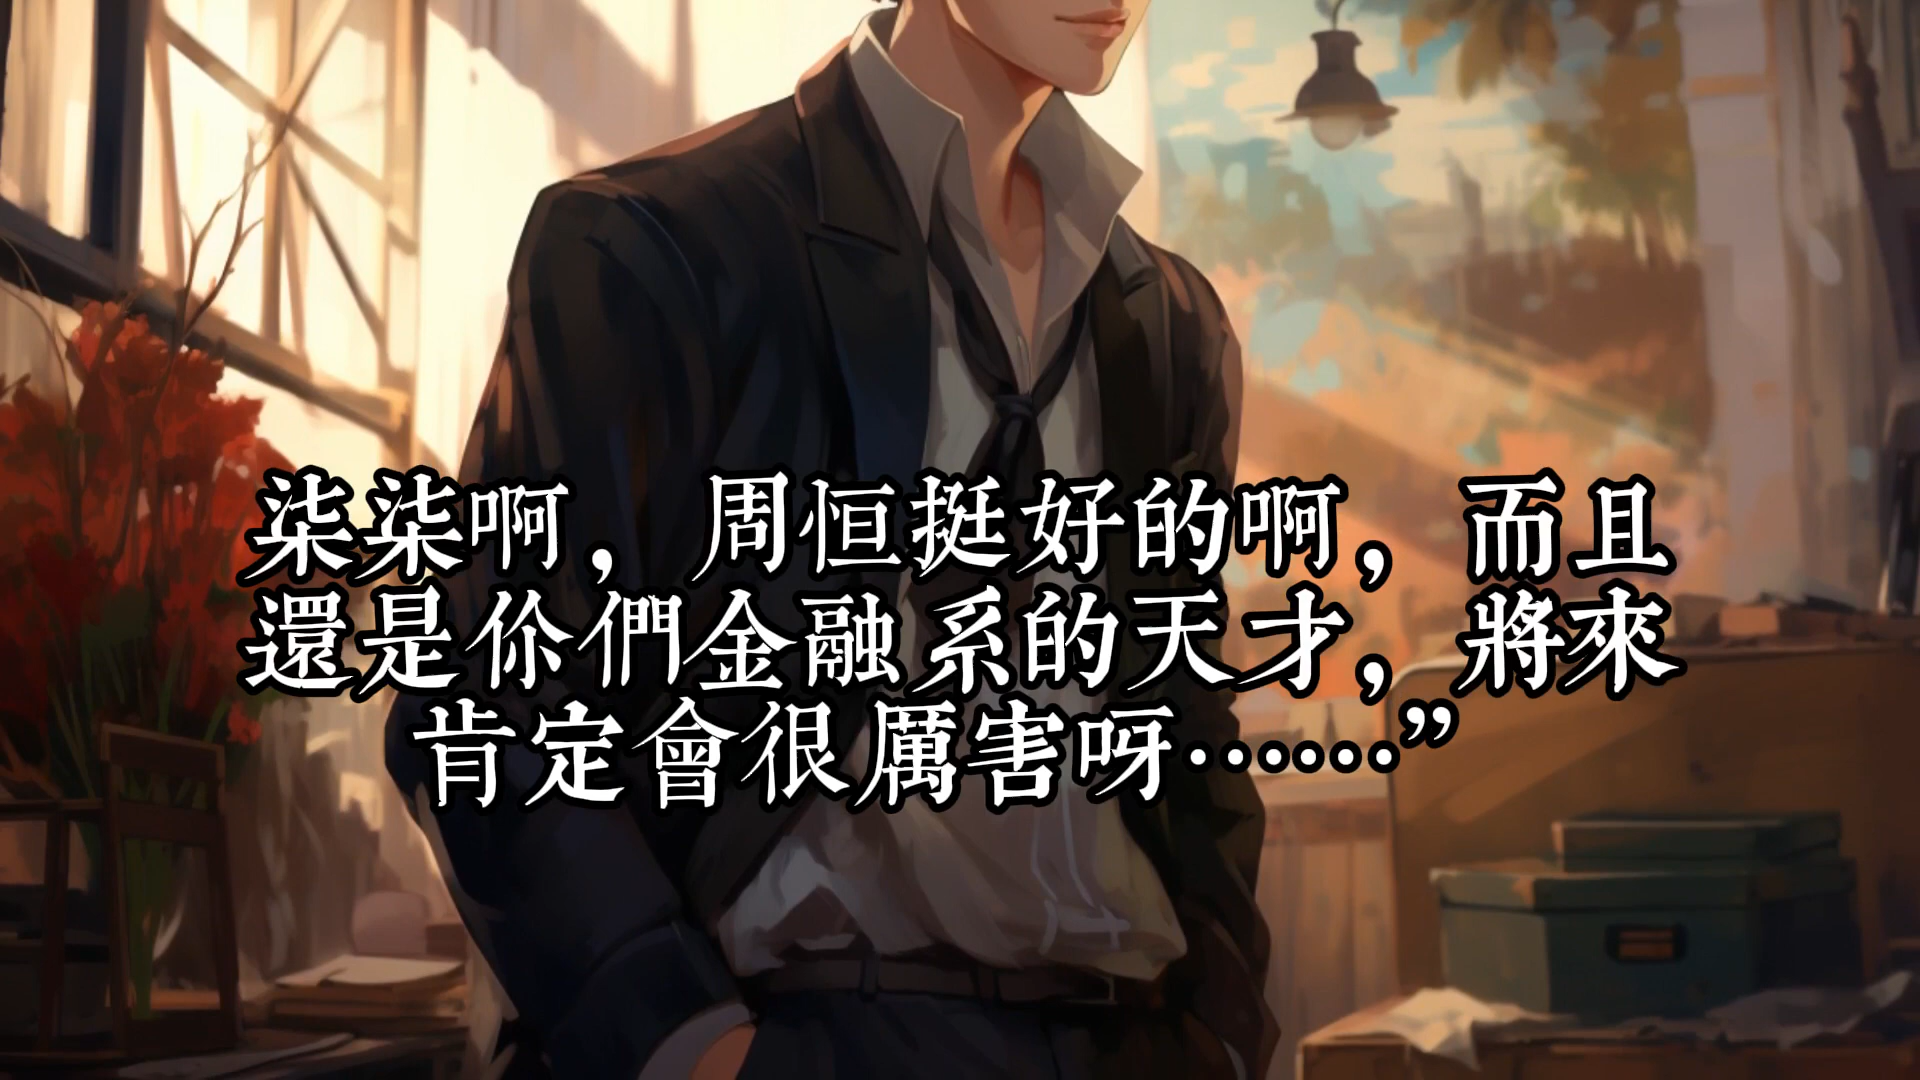 柒柒啊，周恒挺好的啊，而且
還是你們金融系的天才，將來
肯定會很厲害呀……”